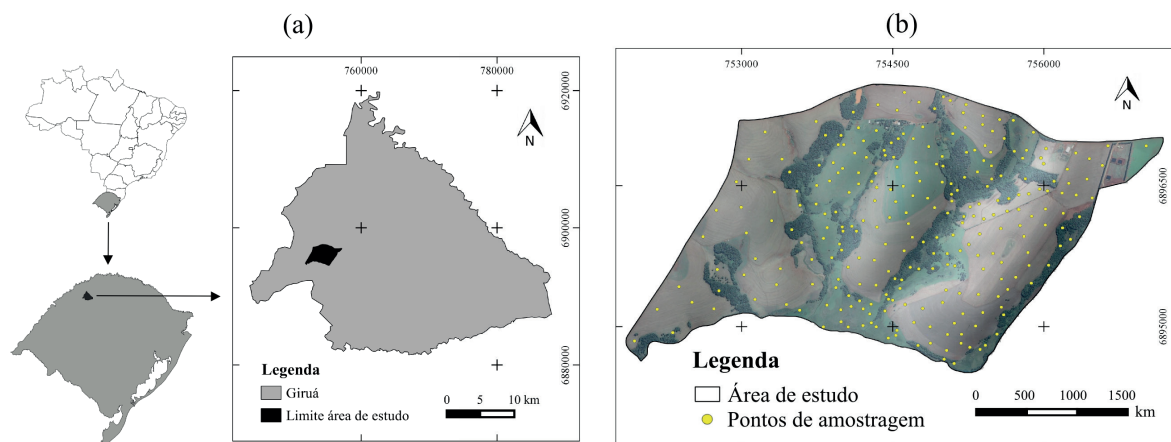 (a)
760000
780000
6920000
N
6900000
6880000
Legenda
Giruá
Limite área de estudo
0
5
10 km
(b)
753000
754500
756000
N
6896500
6895000
Legenda
Área de estudo
Pontos de amostragem
0
500
1000
1500
km